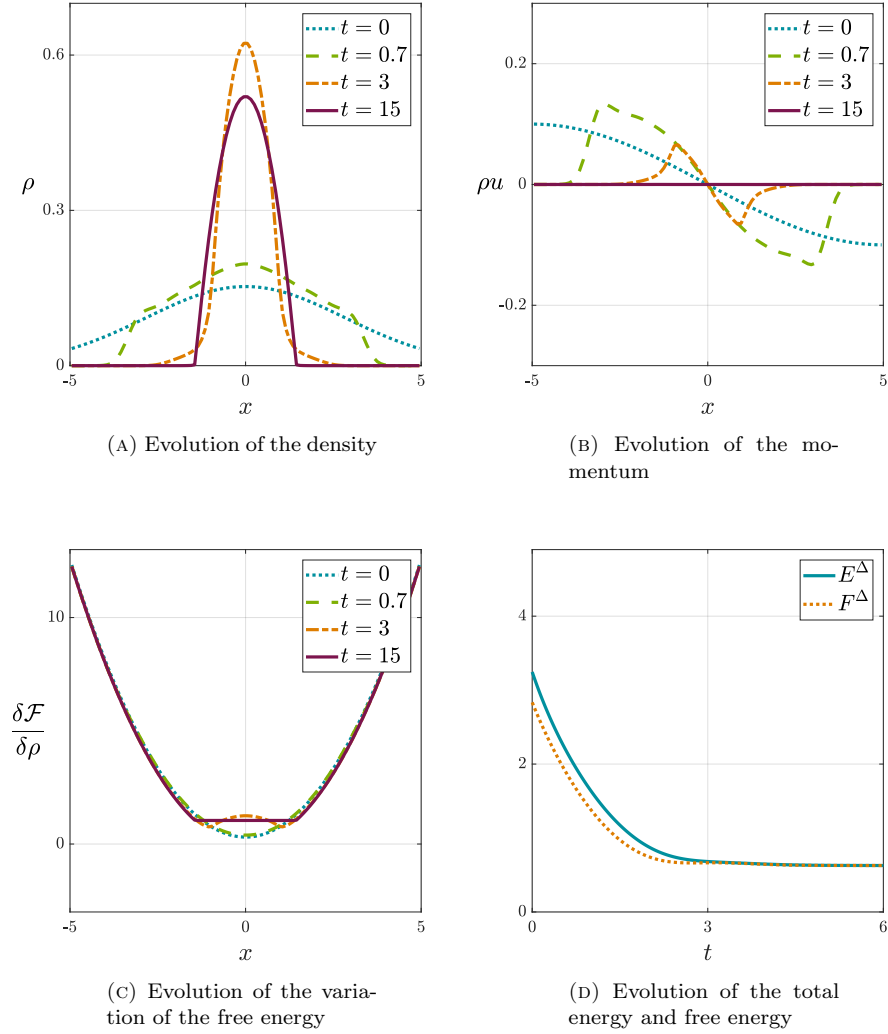 0.6
0.3
0
ρ
-5
0
5
x
t = 0
t = 0.7
t = 3
t = 15
(A) Evolution of the density
0.2
0
-0.2
ρu
-5
0
5
x
t = 0
t = 0.7
t = 3
t = 15
(B) Evolution of the mo-
mentum
10
0
δF
δρ
-5
0
5
x
t = 0
t = 0.7
t = 3
t = 15
(C) Evolution of the varia-
tion of the free energy
4
2
0
0
3
6
t
E^Δ
F^Δ
(D) Evolution of the total
energy and free energy